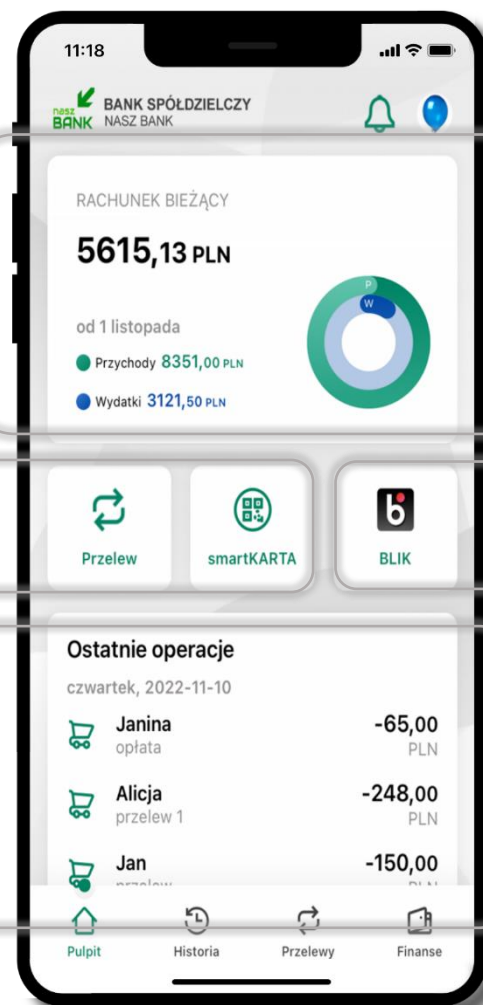 11:18
nasz BANK
BANK SPÓŁDZIELCZY
NASZ BANK
RACHUNEK BIEŻĄCY
5615,13 PLN
od 1 listopada
Przychody 8351,00 PLN
Wydatki 3121,50 PLN
P
W
Przelew
smartKARTA
BLIK
Ostatnie operacje
czwartek, 2022-11-10
Janina
-65,00
opłata
PLN
Alicja
-248,00
przelew 1
PLN
Jan
-150,00
przelew
PLN
Pulpit
Historia
Przelewy
Finanse